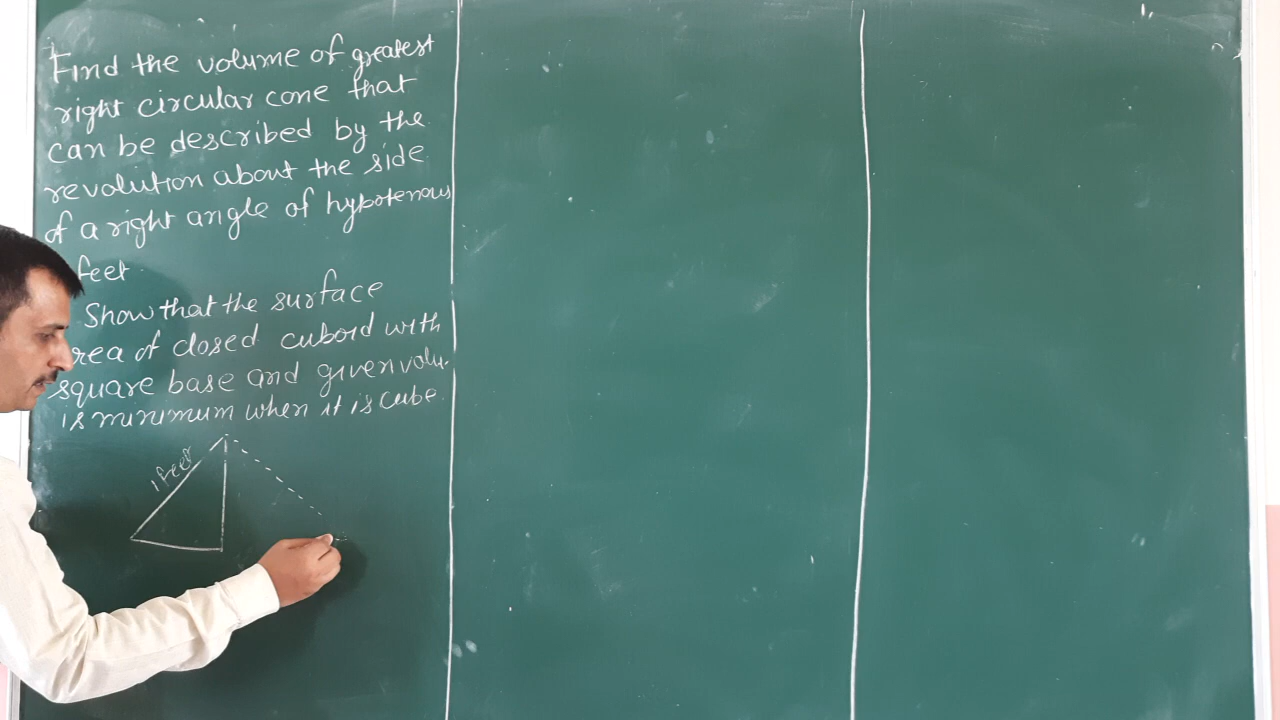 Find the volume of greatest
right circular cone that
can be described by the
revolution about the side
of a right angle of hypotenous
feet.
Show that the surface
rea of closed cuboid with
square base and given volu.
is minimum when it is cube.
1 feet